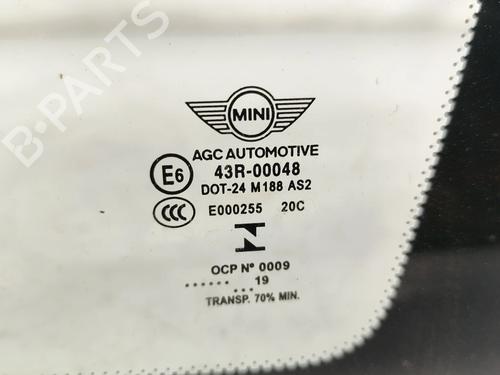 B-PARTS
MINI
AGC AUTOMOTIVE
E6 43R-00048
DOT-24 M188 AS2
CCC E000255 20C
N
OCP Nº 0009
...... 19
...
TRANSP. 70% MIN.